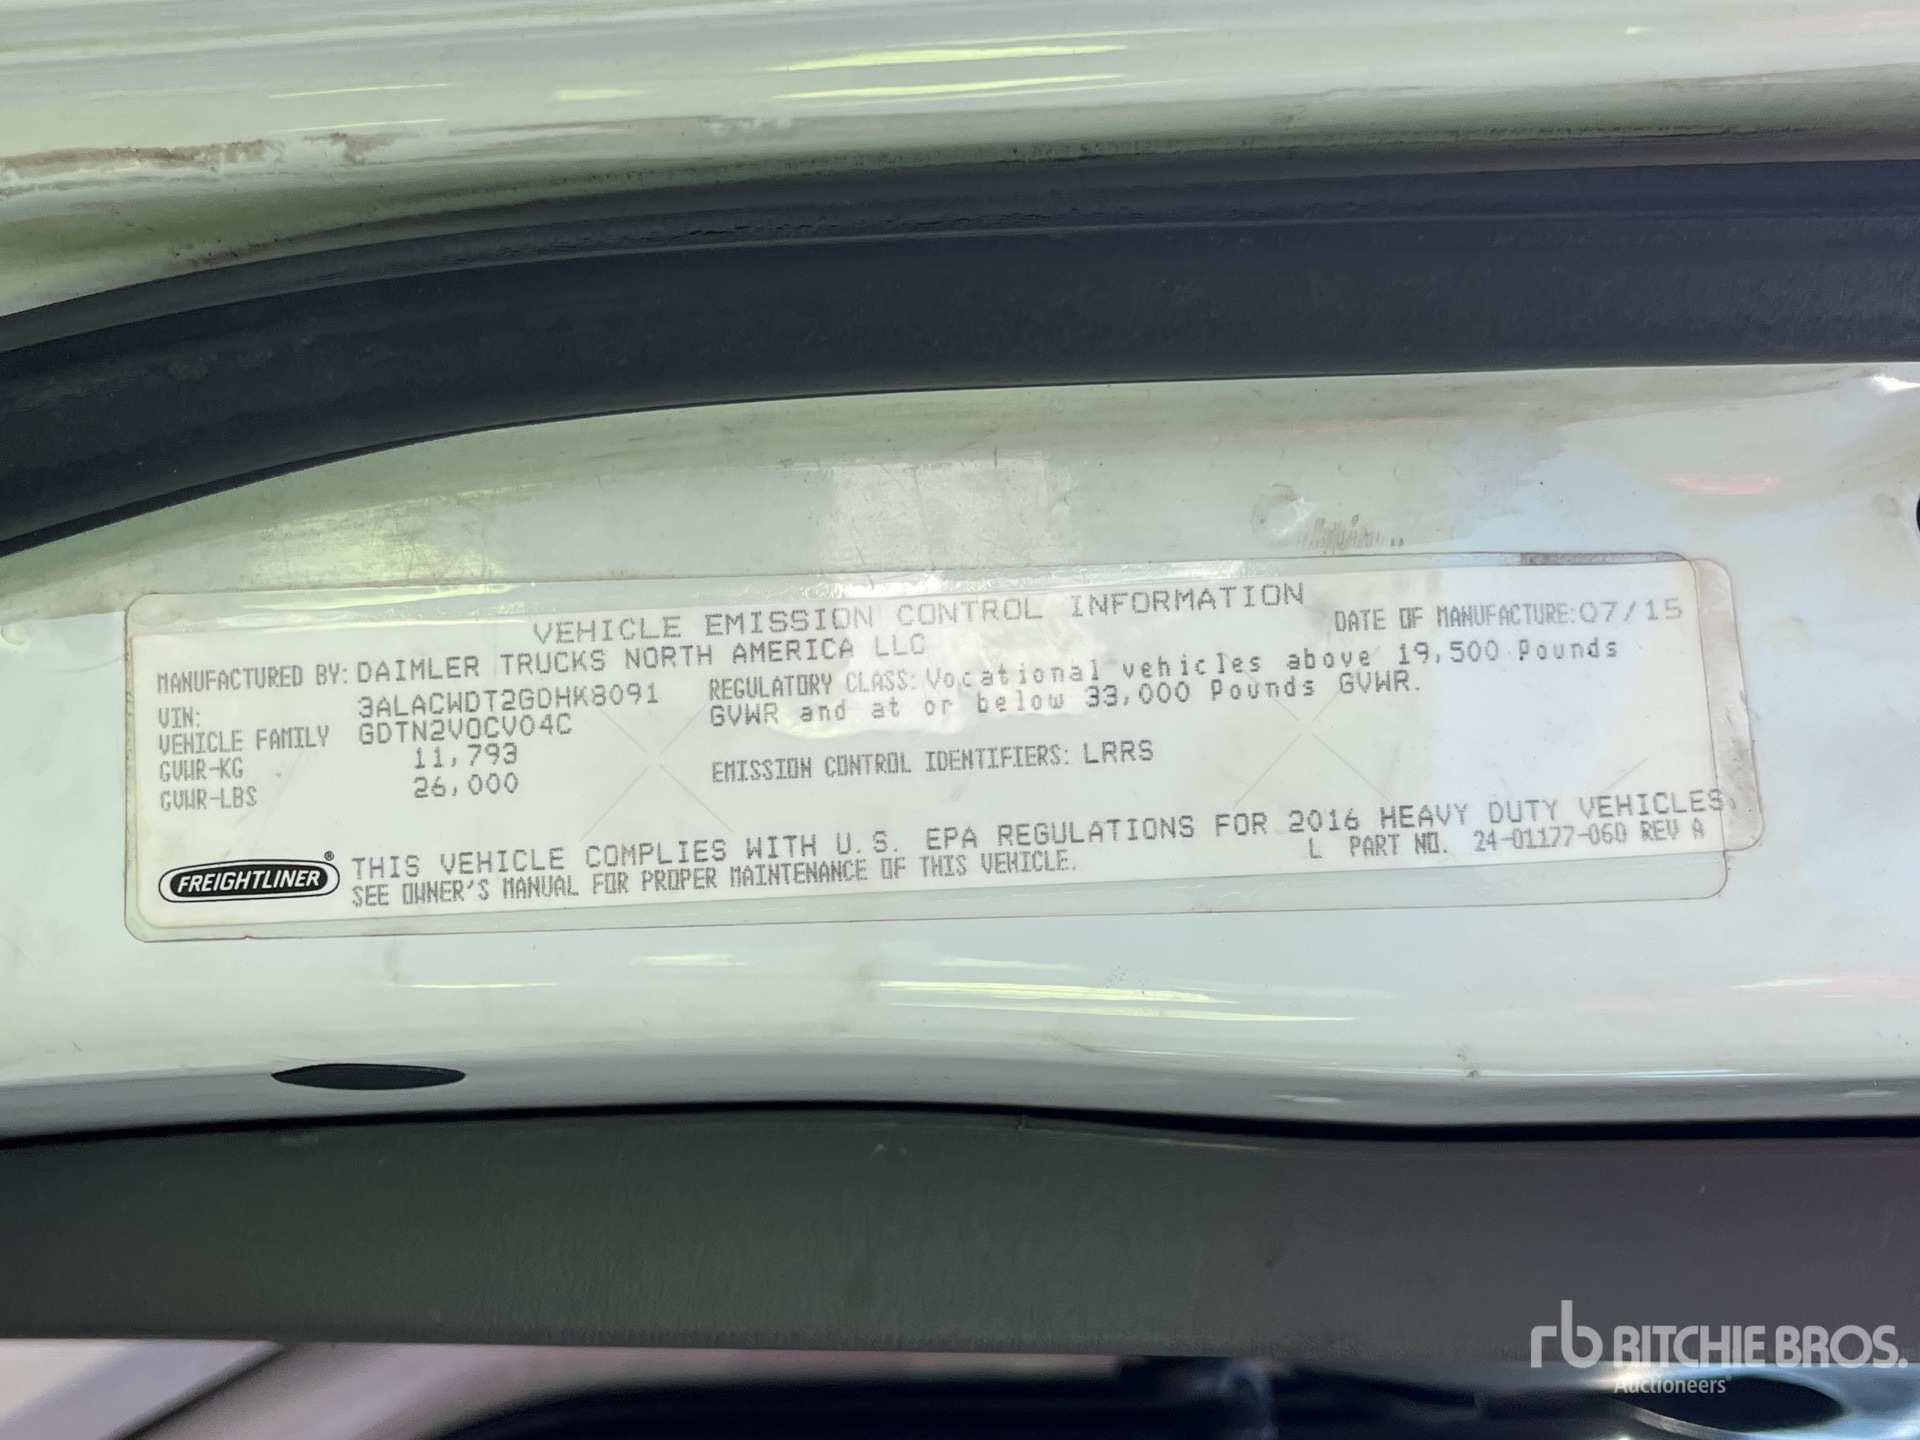 VEHICLE EMISSION CONTROL INFORMATION
DATE OF MANUFACTURE: 07/15
MANUFACTURED BY: DAIMLER TRUCKS NORTH AMERICA LLC
VIN: 3ALACWDT2GDHK8091
VEHICLE FAMILY GDTN2VOCV04C
GVWR-KG 11,793
GVWR-LBS 26,000
REGULATORY CLASS: Vocational vehicles above 19,500 Pounds
GVWR and at or below 33,000 Pounds GVWR.
EMISSION CONTROL IDENTIFIERS: LRRS
FREIGHTLINER®
THIS VEHICLE COMPLIES WITH U.S. EPA REGULATIONS FOR 2016 HEAVY DUTY VEHICLES.
SEE OWNER'S MANUAL FOR PROPER MAINTENANCE OF THIS VEHICLE.
L PART NO. 24-01177-060 REV A
rb RITCHIE BROS.
Auctioneers